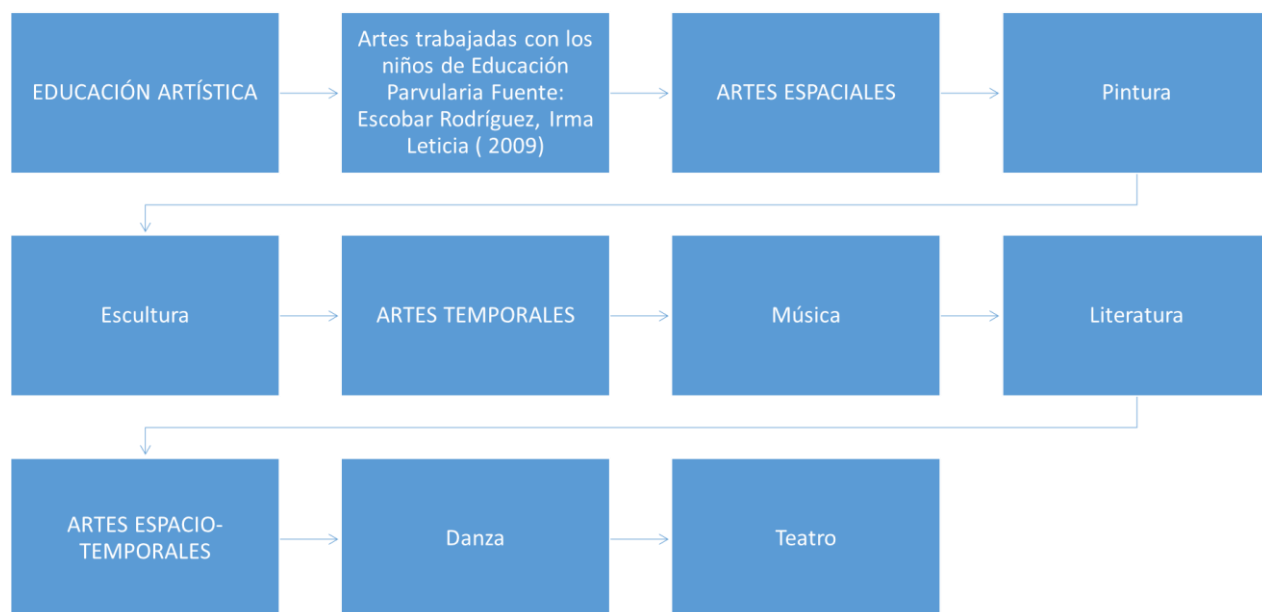 EDUCACIÓN ARTÍSTICA
Artes trabajadas con los
niños de Educación
Parvularia Fuente:
Escobar Rodríguez, Irma
Leticia ( 2009)
ARTES ESPACIALES
Pintura
Escultura
ARTES TEMPORALES
Música
Literatura
ARTES ESPACIO-
TEMPORALES
Danza
Teatro